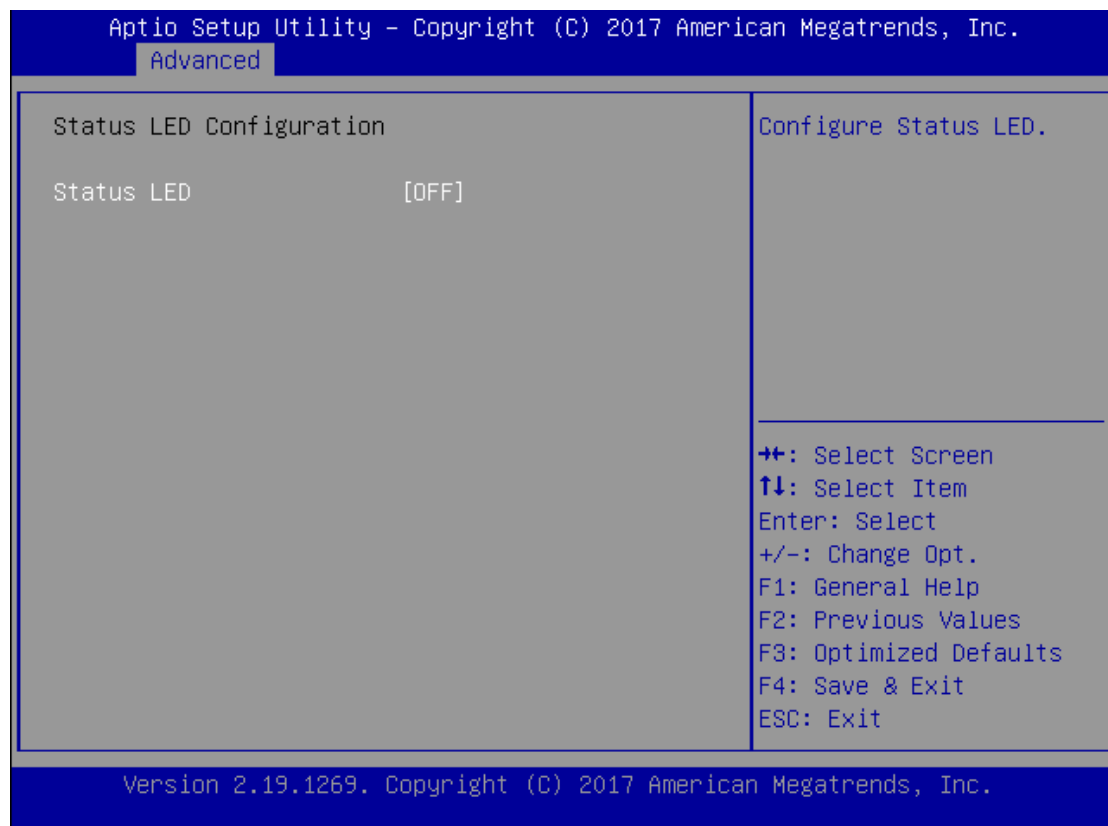 Aptio Setup Utility – Copyright (C) 2017 American Megatrends, Inc.
Advanced
Status LED Configuration
Status LED [OFF]
Configure Status LED.
→←: Select Screen
↑↓: Select Item
Enter: Select
+/-: Change Opt.
F1: General Help
F2: Previous Values
F3: Optimized Defaults
F4: Save & Exit
ESC: Exit
Version 2.19.1269. Copyright (C) 2017 American Megatrends, Inc.